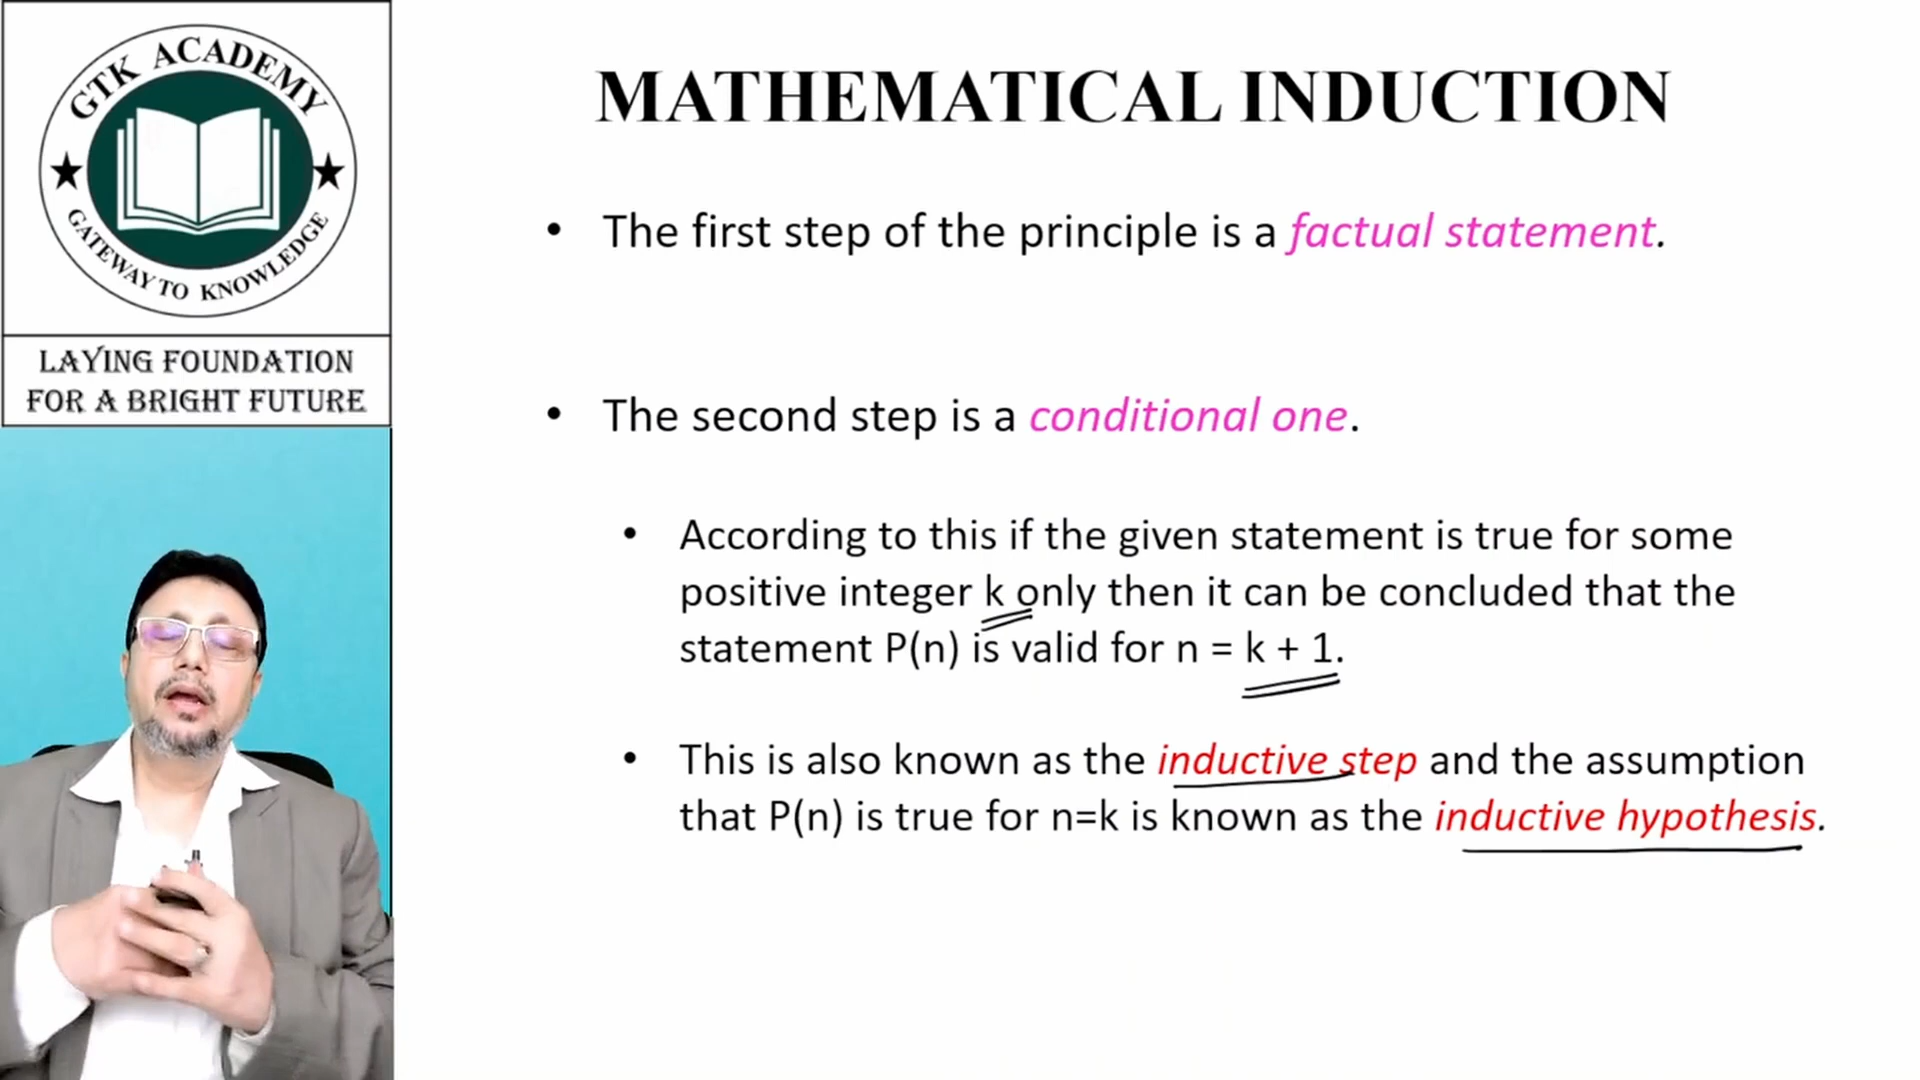 GTK ACADEMY
GATEWAY TO KNOWLEDGE
LAYING FOUNDATION
FOR A BRIGHT FUTURE
MATHEMATICAL INDUCTION
• The first step of the principle is a factual statement.
• The second step is a conditional one.
• According to this if the given statement is true for some
positive integer k only then it can be concluded that the
statement P(n) is valid for n = k + 1.
• This is also known as the inductive step and the assumption
that P(n) is true for n=k is known as the inductive hypothesis.